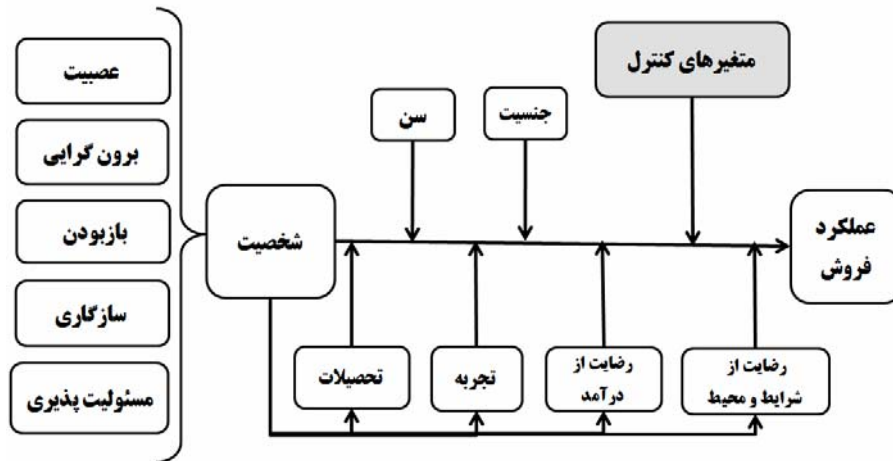 متغیرهای کنترل
عصبیت
سن
جنسیت
برون گرایی
شخصیت
عملکرد
فروش
بازبودن
سازگاری
تحصیلات
تجربه
رضایت از
درآمد
رضایت از
شرایط و محیط
مسئولیت پذیری